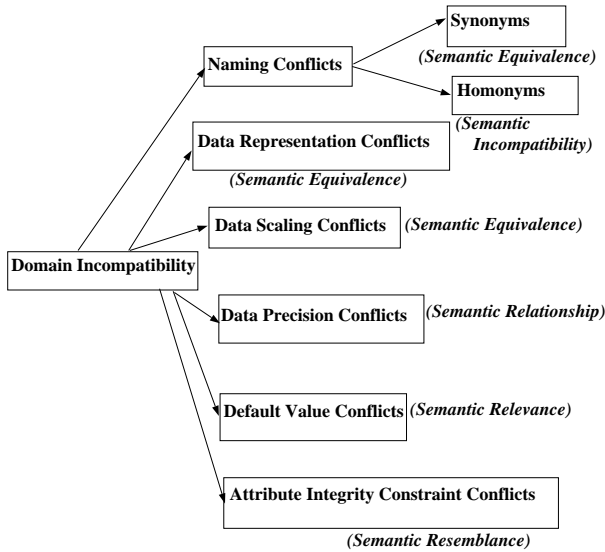 Synonyms
(Semantic Equivalence)
Naming Conflicts
Homonyms
(Semantic
Incompatibility)
Data Representation Conflicts
(Semantic Equivalence)
Data Scaling Conflicts
(Semantic Equivalence)
Domain Incompatibility
Data Precision Conflicts
(Semantic Relationship)
Default Value Conflicts
(Semantic Relevance)
Attribute Integrity Constraint Conflicts
(Semantic Resemblance)